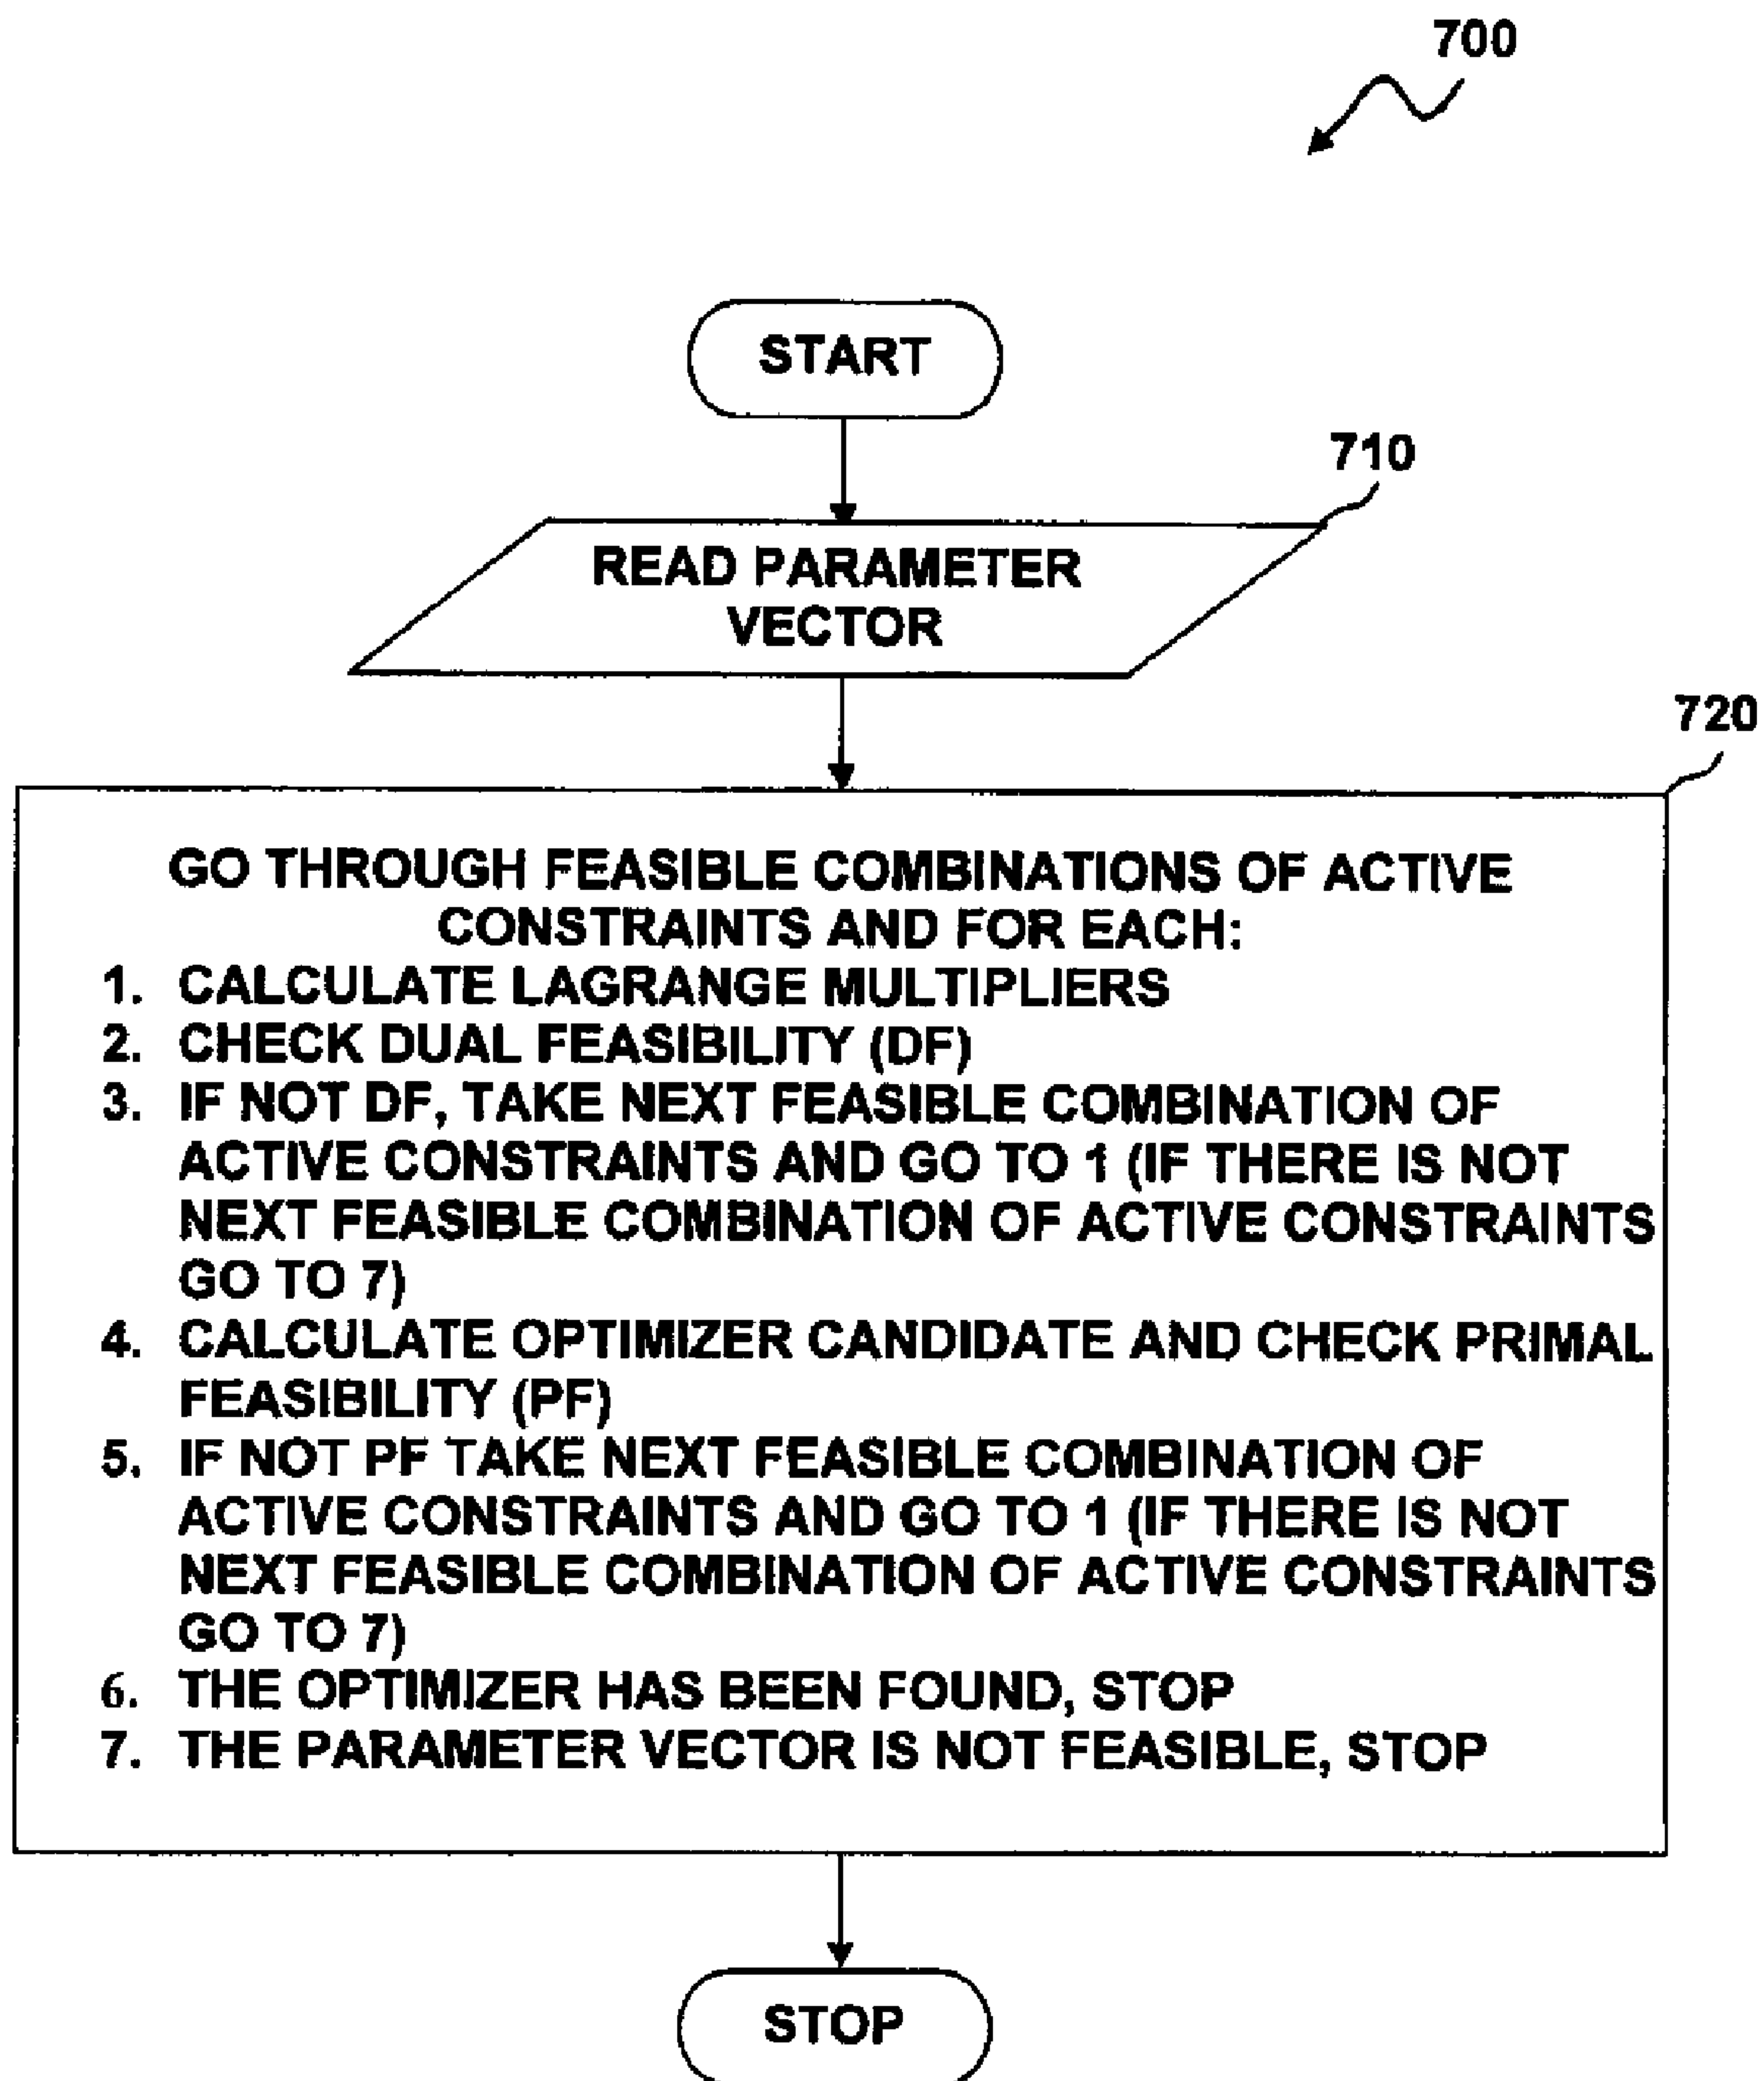 700
START
710
READ PARAMETER
VECTOR
720
GO THROUGH FEASIBLE COMBINATIONS OF ACTIVE
CONSTRAINTS AND FOR EACH:
1. CALCULATE LAGRANGE MULTIPLIERS
2. CHECK DUAL FEASIBILITY (DF)
3. IF NOT DF, TAKE NEXT FEASIBLE COMBINATION OF
ACTIVE CONSTRAINTS AND GO TO 1 (IF THERE IS NOT
NEXT FEASIBLE COMBINATION OF ACTIVE CONSTRAINTS
GO TO 7)
4. CALCULATE OPTIMIZER CANDIDATE AND CHECK PRIMAL
FEASIBILITY (PF)
5. IF NOT PF TAKE NEXT FEASIBLE COMBINATION OF
ACTIVE CONSTRAINTS AND GO TO 1 (IF THERE IS NOT
NEXT FEASIBLE COMBINATION OF ACTIVE CONSTRAINTS
GO TO 7)
6. THE OPTIMIZER HAS BEEN FOUND, STOP
7. THE PARAMETER VECTOR IS NOT FEASIBLE, STOP
STOP